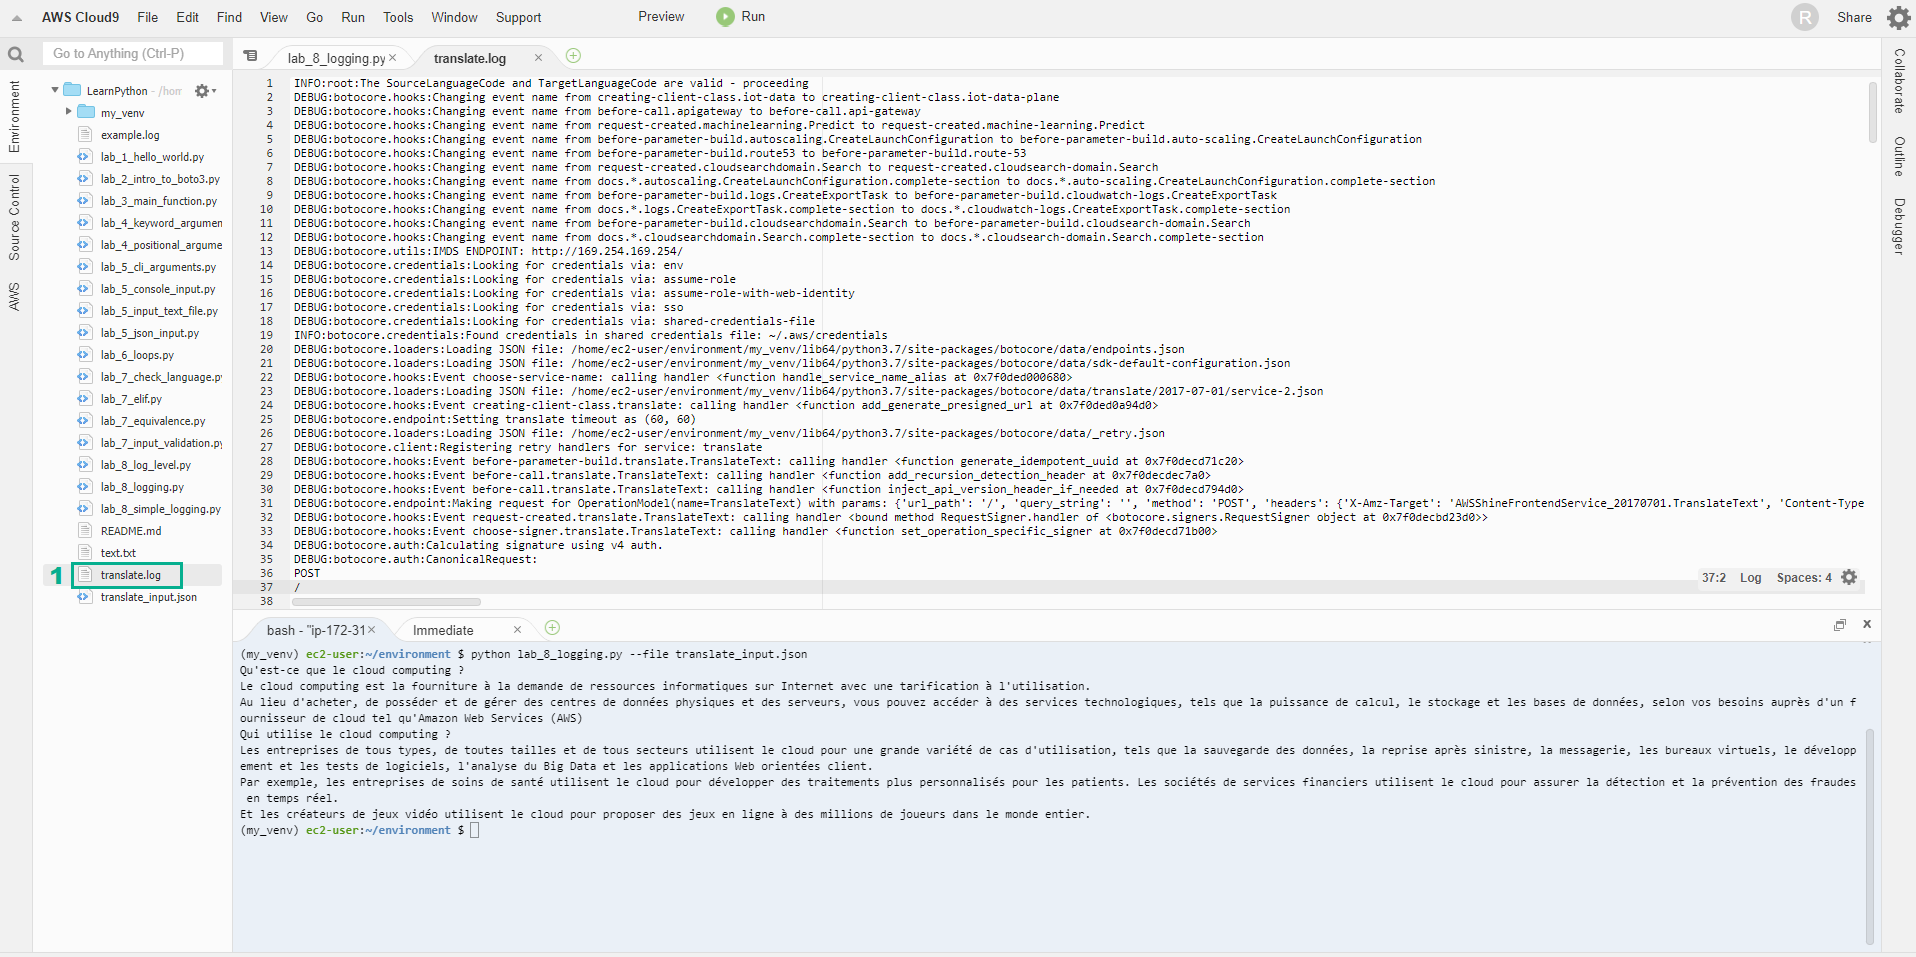 AWS Cloud9 File Edit Find View Go Run Tools Window Support Preview Run R Share
Go to Anything (Ctrl-P)
Environment
Source Control
AWS
LearnPython - /hom
my_venv
example.log
lab_1_hello_world.py
lab_2_intro_to_boto3.py
lab_3_main_function.py
lab_4_keyword_argumen
lab_4_positional_argume
lab_5_cli_arguments.py
lab_5_console_input.py
lab_5_input_text_file.py
lab_5_json_input.py
lab_6_loops.py
lab_7_check_language.py
lab_7_elif.py
lab_7_equivalence.py
lab_7_input_validation.py
lab_8_log_level.py
lab_8_logging.py
lab_8_simple_logging.py
README.md
text.txt
1 translate.log
translate_input.json
lab_8_logging.py translate.log
1 INFO:root:The SourceLanguageCode and TargetLanguageCode are valid - proceeding
2 DEBUG:botocore.hooks:Changing event name from creating-client-class.iot-data to creating-client-class.iot-data-plane
3 DEBUG:botocore.hooks:Changing event name from before-call.apigateway to before-call.api-gateway
4 DEBUG:botocore.hooks:Changing event name from request-created.machinelearning.Predict to request-created.machine-learning.Predict
5 DEBUG:botocore.hooks:Changing event name from before-parameter-build.autoscaling.CreateLaunchConfiguration to before-parameter-build.auto-scaling.CreateLaunchConfiguration
6 DEBUG:botocore.hooks:Changing event name from before-parameter-build.route53 to before-parameter-build.route-53
7 DEBUG:botocore.hooks:Changing event name from request-created.cloudsearchdomain.Search to request-created.cloudsearch-domain.Search
8 DEBUG:botocore.hooks:Changing event name from docs.*.autoscaling.CreateLaunchConfiguration.complete-section to docs.*.auto-scaling.CreateLaunchConfiguration.complete-section
9 DEBUG:botocore.hooks:Changing event name from before-parameter-build.logs.CreateExportTask to before-parameter-build.cloudwatch-logs.CreateExportTask
10 DEBUG:botocore.hooks:Changing event name from docs.*.logs.CreateExportTask.complete-section to docs.*.cloudwatch-logs.CreateExportTask.complete-section
11 DEBUG:botocore.hooks:Changing event name from before-parameter-build.cloudsearchdomain.Search to before-parameter-build.cloudsearch-domain.Search
12 DEBUG:botocore.hooks:Changing event name from docs.*.cloudsearchdomain.Search.complete-section to docs.*.cloudsearch-domain.Search.complete-section
13 DEBUG:botocore.utils:IMDS ENDPOINT: http://169.254.169.254/
14 DEBUG:botocore.credentials:Looking for credentials via: env
15 DEBUG:botocore.credentials:Looking for credentials via: assume-role
16 DEBUG:botocore.credentials:Looking for credentials via: assume-role-with-web-identity
17 DEBUG:botocore.credentials:Looking for credentials via: sso
18 DEBUG:botocore.credentials:Looking for credentials via: shared-credentials-file
19 INFO:botocore.credentials:Found credentials in shared credentials file: ~/.aws/credentials
20 DEBUG:botocore.loaders:Loading JSON file: /home/ec2-user/environment/my_venv/lib64/python3.7/site-packages/botocore/data/endpoints.json
21 DEBUG:botocore.loaders:Loading JSON file: /home/ec2-user/environment/my_venv/lib64/python3.7/site-packages/botocore/data/sdk-default-configuration.json
22 DEBUG:botocore.hooks:Event choose-service-name: calling handler <function handle_service_name_alias at 0x7f0ded000680>
23 DEBUG:botocore.loaders:Loading JSON file: /home/ec2-user/environment/my_venv/lib64/python3.7/site-packages/botocore/data/translate/2017-07-01/service-2.json
24 DEBUG:botocore.hooks:Event creating-client-class.translate: calling handler <function add_generate_presigned_url at 0x7f0ded0a94d0>
25 DEBUG:botocore.endpoint:Setting translate timeout as (60, 60)
26 DEBUG:botocore.loaders:Loading JSON file: /home/ec2-user/environment/my_venv/lib64/python3.7/site-packages/botocore/data/_retry.json
27 DEBUG:botocore.client:Registering retry handlers for service: translate
28 DEBUG:botocore.hooks:Event before-parameter-build.translate.TranslateText: calling handler <function generate_idempotent_uuid at 0x7f0decd71c20>
29 DEBUG:botocore.hooks:Event before-call.translate.TranslateText: calling handler <function add_recursion_detection_header at 0x7f0decdec7a0>
30 DEBUG:botocore.hooks:Event before-call.translate.TranslateText: calling handler <function inject_api_version_header_if_needed at 0x7f0decd794d0>
31 DEBUG:botocore.endpoint:Making request for OperationModel(name=TranslateText) with params: {'url_path': '/', 'query_string': '', 'method': 'POST', 'headers': {'X-Amz-Target': 'AWSShineFrontendService_20170701.TranslateText', 'Content-Type
32 DEBUG:botocore.hooks:Event request-created.translate.TranslateText: calling handler <bound method RequestSigner.handler of <botocore.signers.RequestSigner object at 0x7f0decbd23d0>>
33 DEBUG:botocore.hooks:Event choose-signer.translate.TranslateText: calling handler <function set_operation_specific_signer at 0x7f0decd71b00>
34 DEBUG:botocore.auth:Calculating signature using v4 auth.
35 DEBUG:botocore.auth:CanonicalRequest:
36 POST
37 /
38
37:2 Log Spaces: 4
bash - "ip-172-31 Immediate
(my_venv) ec2-user:~/environment $ python lab_8_logging.py --file translate_input.json
Qu'est-ce que le cloud computing ?
Le cloud computing est la fourniture à la demande de ressources informatiques sur Internet avec une tarification à l'utilisation.
Au lieu d'acheter, de posséder et de gérer des centres de données physiques et des serveurs, vous pouvez accéder à des services technologiques, tels que la puissance de calcul, le stockage et les bases de données, selon vos besoins auprès d'un f
ournisseur de cloud tel qu'Amazon Web Services (AWS)
Qui utilise le cloud computing ?
Les entreprises de tous types, de toutes tailles et de tous secteurs utilisent le cloud pour une grande variété de cas d'utilisation, tels que la sauvegarde des données, la reprise après sinistre, la messagerie, les bureaux virtuels, le développ
ement et les tests de logiciels, l'analyse du Big Data et les applications Web orientées client.
Par exemple, les entreprises de soins de santé utilisent le cloud pour développer des traitements plus personnalisés pour les patients. Les sociétés de services financiers utilisent le cloud pour assurer la détection et la prévention des fraudes
en temps réel.
Et les créateurs de jeux vidéo utilisent le cloud pour proposer des jeux en ligne à des millions de joueurs dans le monde entier.
(my_venv) ec2-user:~/environment $
Collaborate
Outline
Debugger